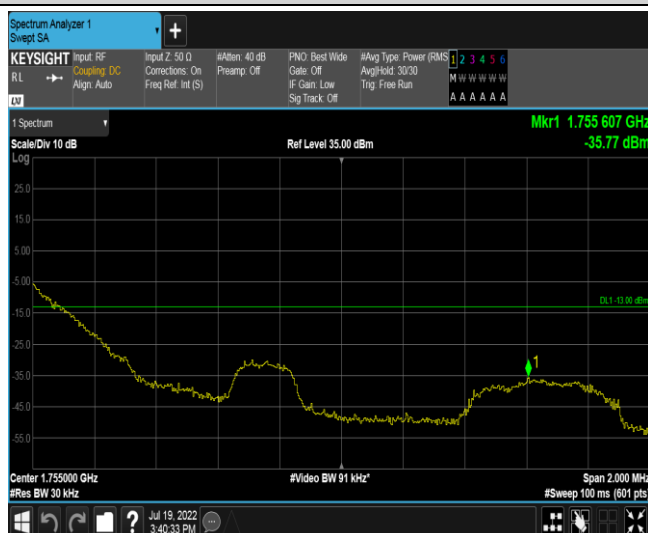 Spectrum Analyzer 1
Swept SA
+
KEYSIGHT
RL
Input: RF
Coupling: DC
Align: Auto
Input Z: 50 Ω
Corrections: On
Freq Ref: Int (S)
#Atten: 40 dB
Preamp: Off
PNO: Best Wide
Gate: Off
IF Gain: Low
Sig Track: Off
#Avg Type: Power (RMS
Avg|Hold: 30/30
Trig: Free Run
1 2 3 4 5 6
M W W W W W
A A A A A A
1 Spectrum
Scale/Div 10 dB
Ref Level 35.00 dBm
Mkr1 1.755 607 GHz
-35.77 dBm
Log
25.0
15.0
5.00
-5.00
DL1 -13.00 dBm
-15.0
-25.0
-35.0
1
-45.0
-55.0
Center 1.755000 GHz
#Video BW 91 kHz*
Span 2.000 MHz
#Res BW 30 kHz
#Sweep 100 ms (601 pts)
?
Jul 19, 2022
3:40:33 PM